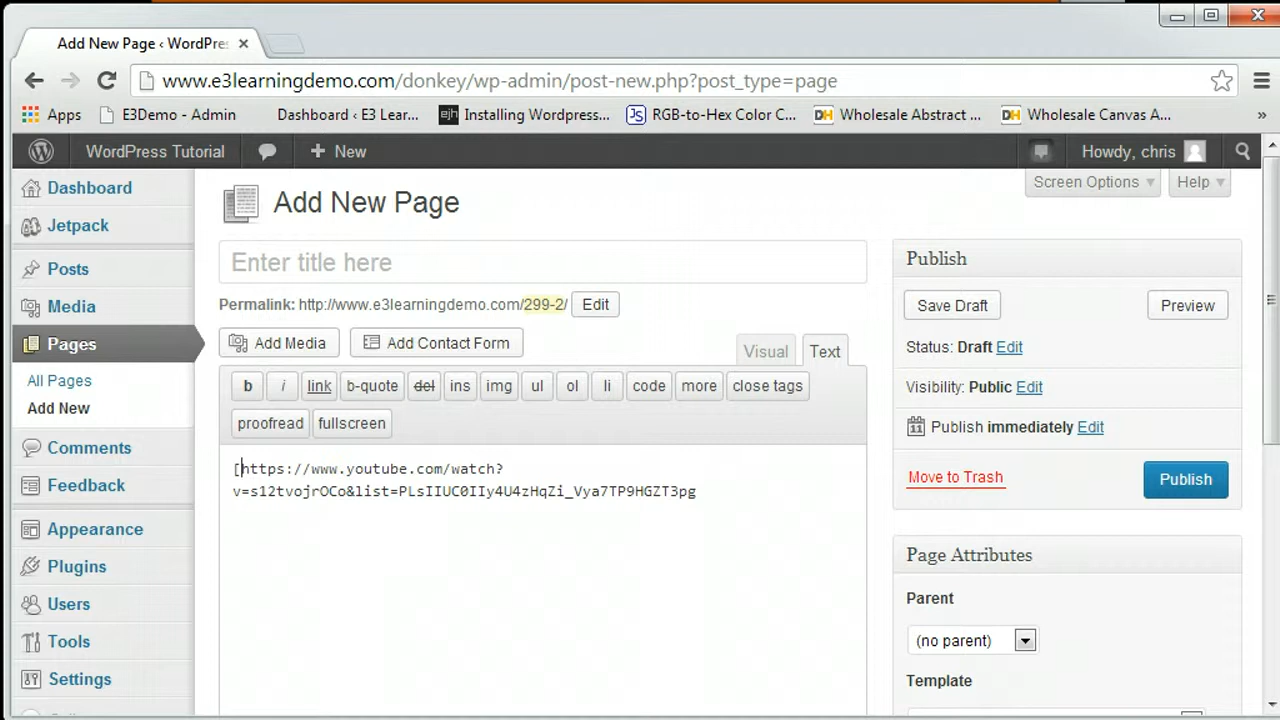 Add New Page ‹ WordPre
www.e3learningdemo.com/donkey/wp-admin/post-new.php?post_type=page
Apps E3Demo - Admin Dashboard ‹ E3 Lear... ejh Installing Wordpress... JS RGB-to-Hex Color C... DH Wholesale Abstract ... DH Wholesale Canvas A... »
WordPress Tutorial + New Howdy, chris
Screen Options Help
Dashboard
Jetpack
Posts
Media
Pages
All Pages
Add New
Comments
Feedback
Appearance
Plugins
Users
Tools
Settings
Add New Page
Enter title here
Permalink: http://www.e3learningdemo.com/299-2/ Edit
Add Media Add Contact Form Visual Text
b i link b-quote del ins img ul ol li code more close tags
proofread fullscreen
[https://www.youtube.com/watch?
v=s12tvojrOCo&list=PLsIIUC0IIy4U4zHqZi_Vya7TP9HGZT3pg
Publish
Save Draft Preview
Status: Draft Edit
Visibility: Public Edit
11 Publish immediately Edit
Move to Trash Publish
Page Attributes
Parent
(no parent)
Template